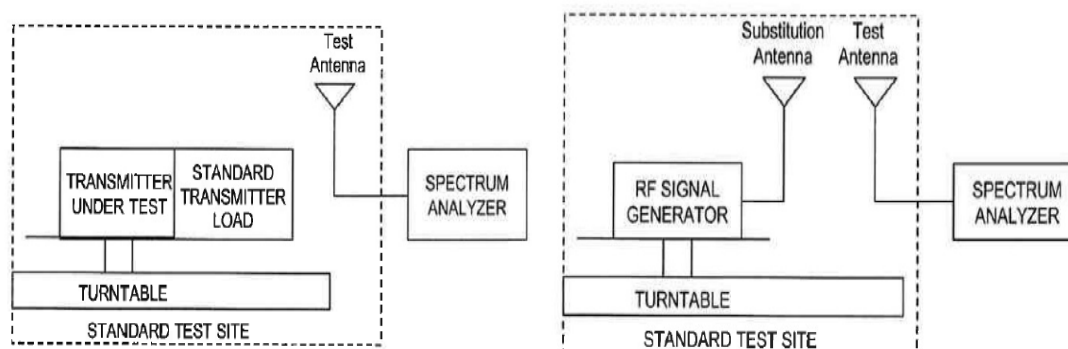 Test
Antenna
TRANSMITTER
UNDER TEST
STANDARD
TRANSMITTER
LOAD
SPECTRUM
ANALYZER
TURNTABLE
STANDARD TEST SITE
Substitution
Antenna
Test
Antenna
RF SIGNAL
GENERATOR
SPECTRUM
ANALYZER
TURNTABLE
STANDARD TEST SITE